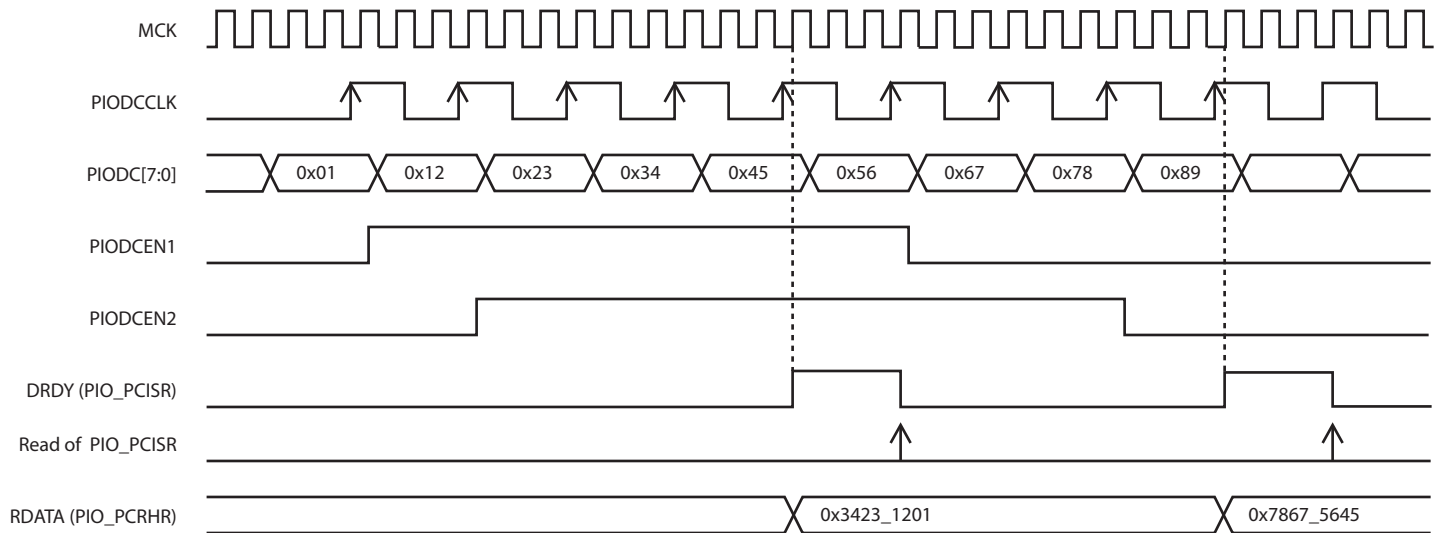 MCK
PIODCCLK
PIODC[7:0] 0x01 0x12 0x23 0x34 0x45 0x56 0x67 0x78 0x89
PIODCEN1
PIODCEN2
DRDY (PIO_PCISR)
Read of PIO_PCISR
RDATA (PIO_PCRHR) 0x3423_1201 0x7867_5645